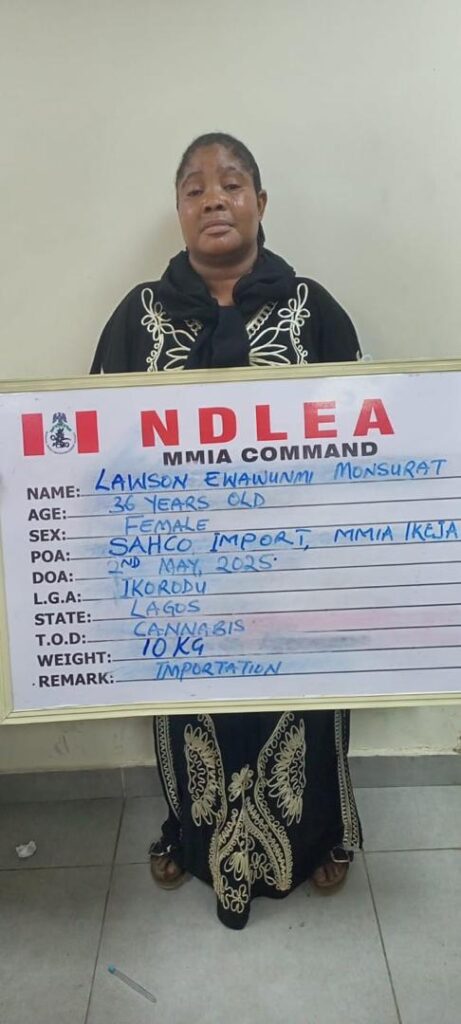 NDLEA
MMIA COMMAND
NAME: LAWSON EWAWUNMI MONSURAT
AGE: 36 YEARS OLD
SEX: FEMALE
POA: SAHCO IMPORT, MMIA IKEJA
DOA: 2ND MAY, 2025.
L.G.A: IKORODU
STATE: LAGOS
T.O.D: CANNABIS
WEIGHT: 10 KG
REMARK: IMPORTATION